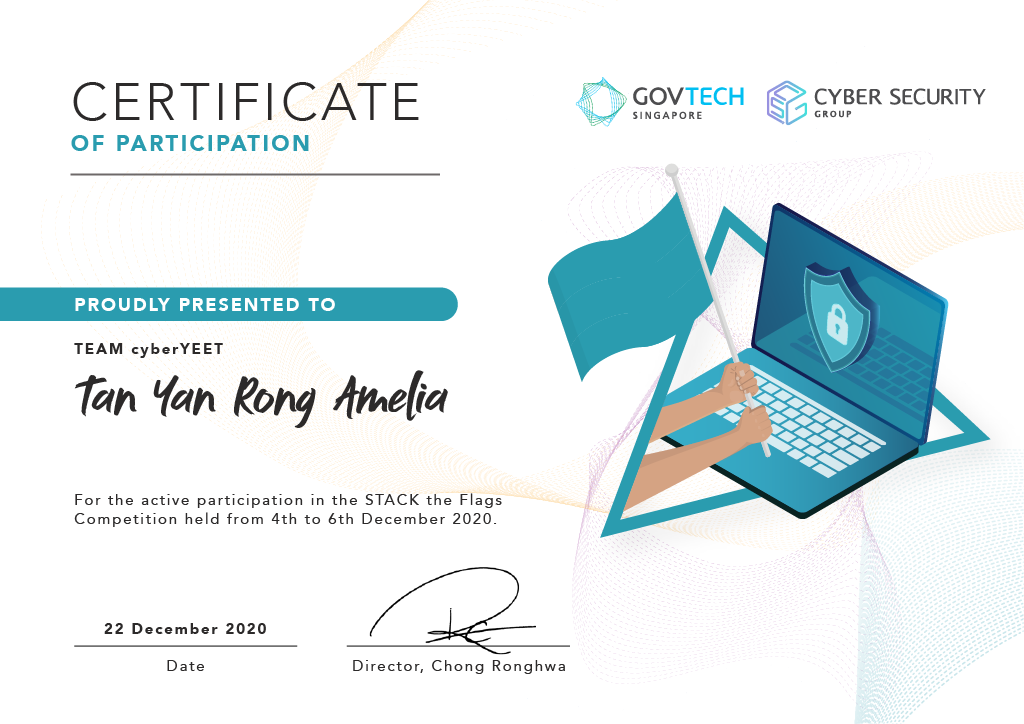 CERTIFICATE
OF PARTICIPATION
GOVTECH
SINGAPORE
CYBER SECURITY
GROUP
PROUDLY PRESENTED TO
TEAM cyberYEET
Tan Yan Rong Amelia
For the active participation in the STACK the Flags
Competition held from 4th to 6th December 2020.
22 December 2020
Date
Director, Chong Ronghwa